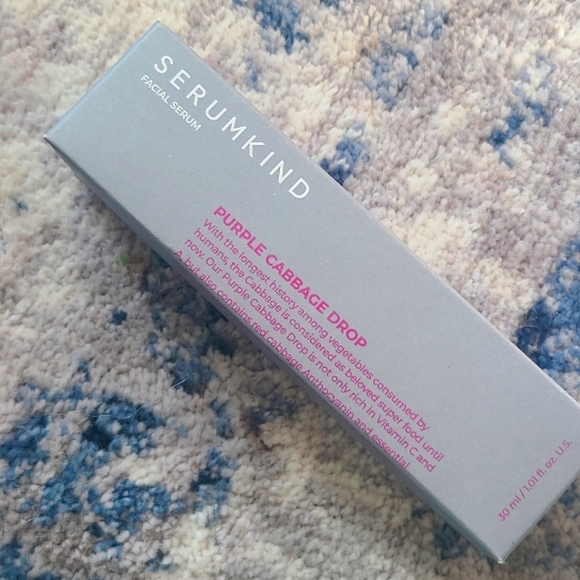 SERUMKIND
FACIAL SERUM
PURPLE CABBAGE DROP
With the longest history among vegetables consumed by
humans, the Cabbage is considered as beloved super food until
now. Our Purple Cabbage Drop is not only rich in Vitamin C and
A, but also contains red cabbage Anthocyanin and essential
30 ml / 1.01 fl. oz. U.S.